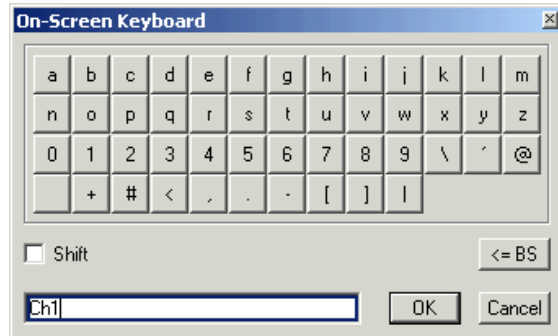 On-Screen Keyboard
a b c d e f g h i j k l m
n o p q r s t u v w x y z
0 1 2 3 4 5 6 7 8 9 \ ´ @
+ # < , . - [ ] |
Shift
<= BS
Ch1
OK
Cancel